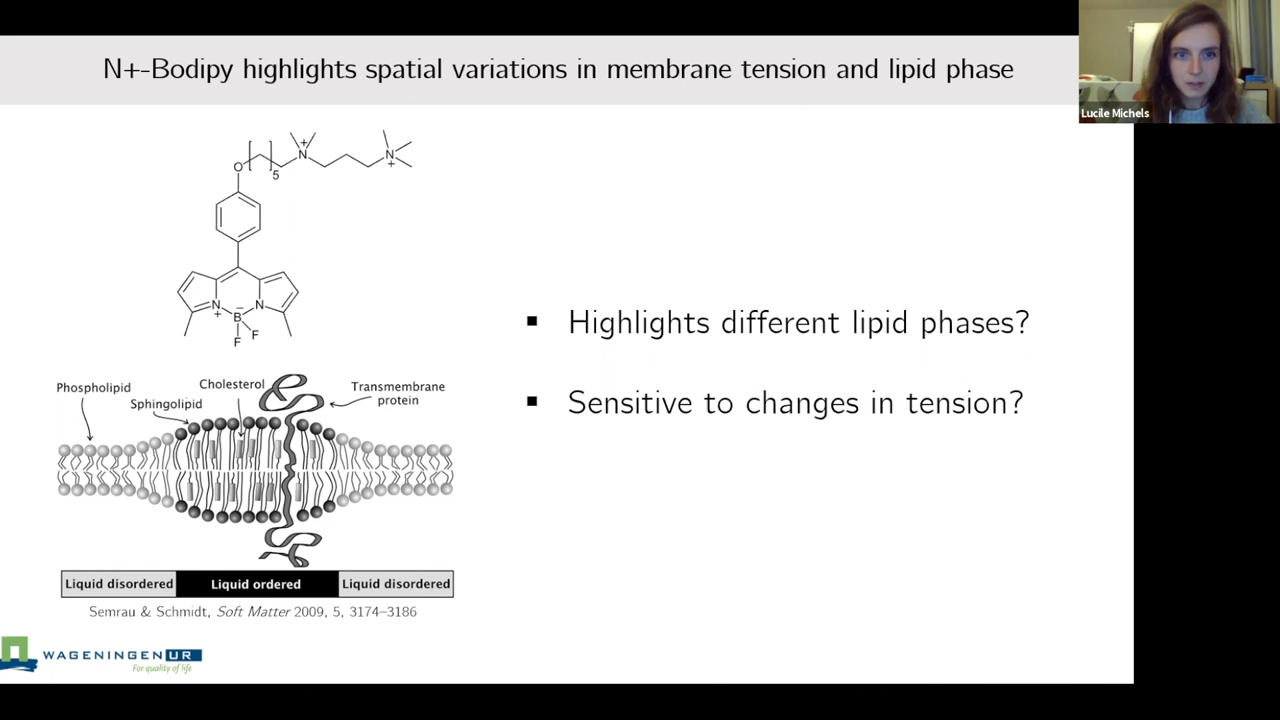 N+-Bodipy highlights spatial variations in membrane tension and lipid phase
Lucile Michels
O
5
N
+
N
+
N
+
B
−
N
F
F
▪ Highlights different lipid phases?
▪ Sensitive to changes in tension?
Phospholipid
Sphingolipid
Cholesterol
Transmembrane
protein
Liquid disordered
Liquid ordered
Liquid disordered
Semrau & Schmidt, Soft Matter 2009, 5, 3174–3186
WAGENINGEN UR
For quality of life